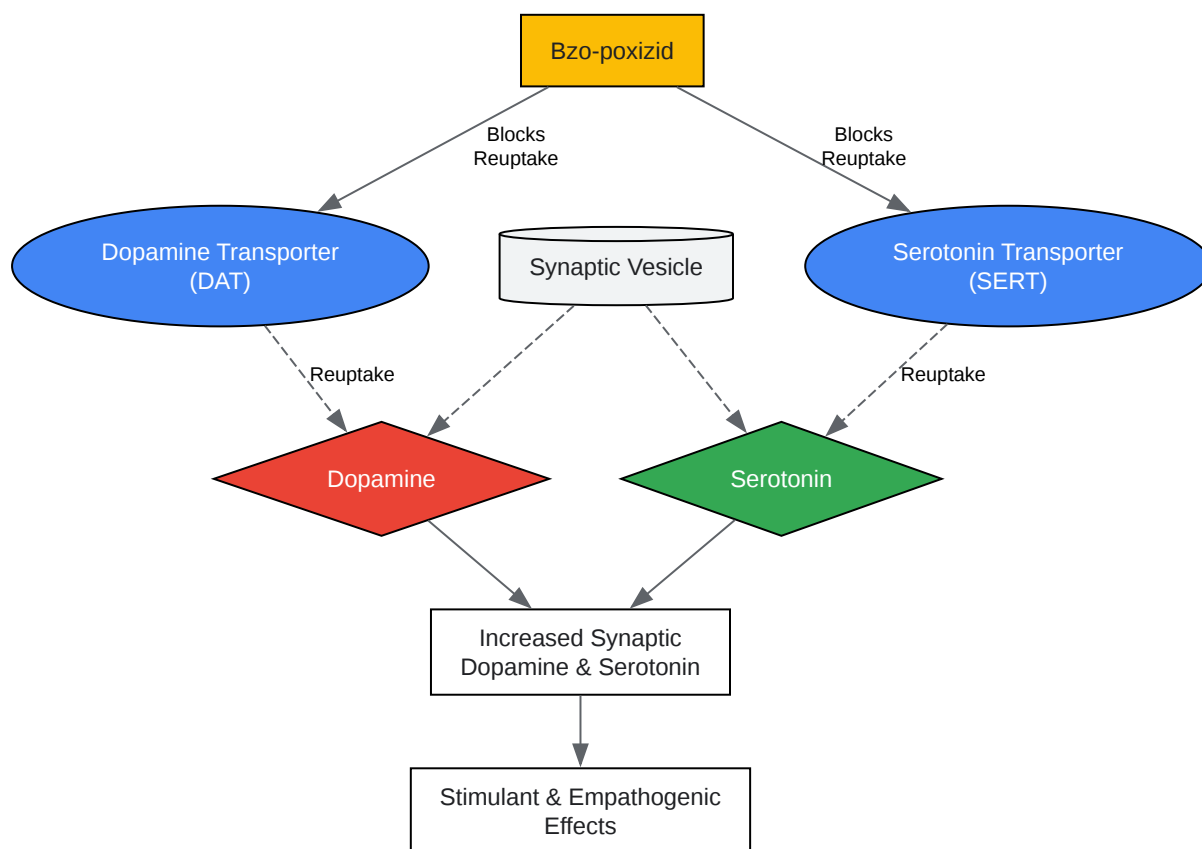 Bzo-poxizid
Blocks
Reuptake
Blocks
Reuptake
Dopamine Transporter
(DAT)
Synaptic Vesicle
Serotonin Transporter
(SERT)
Reuptake
Reuptake
Dopamine
Serotonin
Increased Synaptic
Dopamine & Serotonin
Stimulant & Empathogenic
Effects